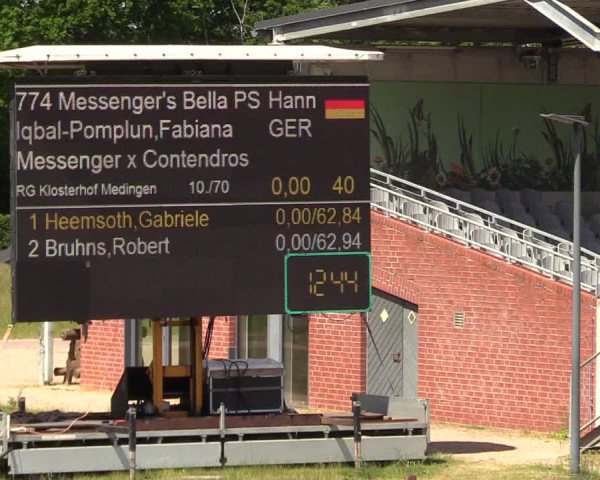 774 Messenger's Bella PS Hann
Iqbal-Pomplun,Fabiana GER
Messenger x Contendros
RG Klosterhof Medingen 10./70 0,00 40
1 Heemsoth,Gabriele 0,00/62,84
2 Bruhns,Robert 0,00/62,94
1244